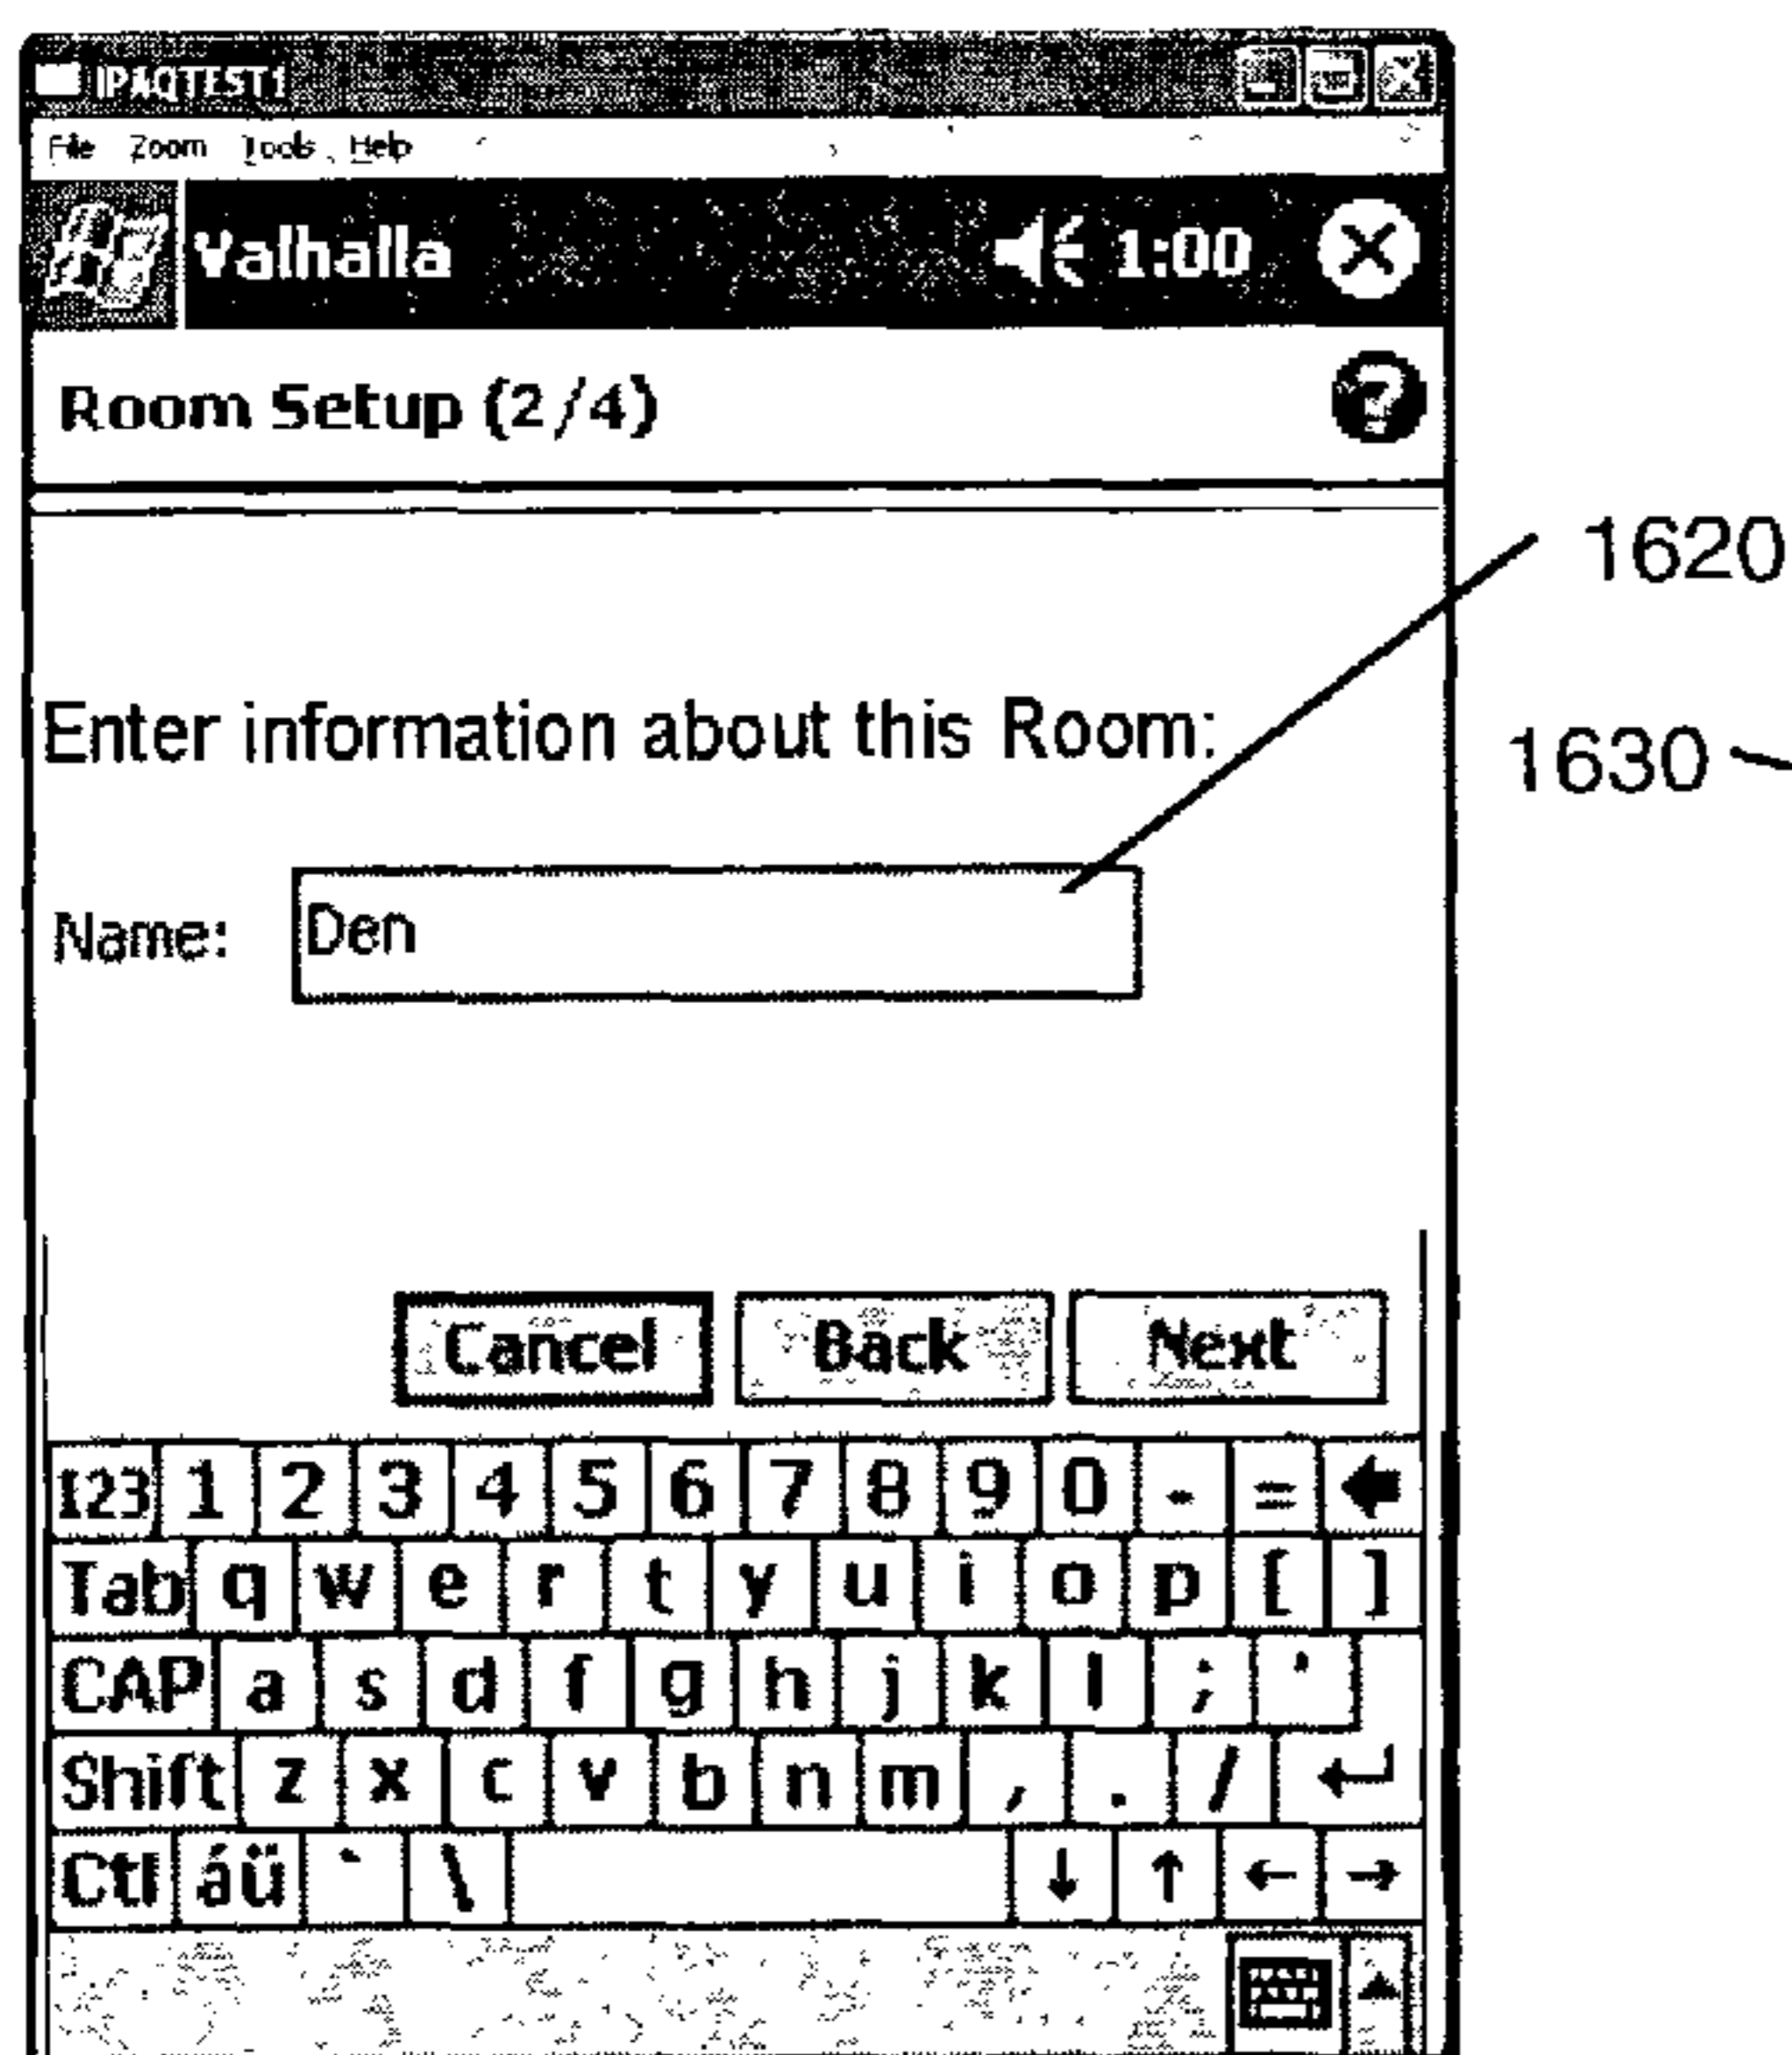 IPAQTEST1
File Zoom Tools Help
Valhalla 1:00
Room Setup (2/4) ?
1620
Enter information about this Room:
1630
Name: Den
Cancel Back Next
123 1 2 3 4 5 6 7 8 9 0 - =
Tab q w e r t y u i o p [ ]
CAP a s d f g h j k l ; '
Shift z x c v b n m , . /
Ctl áü ` \ ↓ ↑ ← →